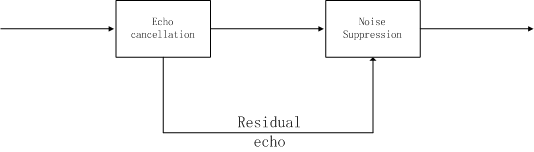 Echo
cancellation
Noise
Suppression
Residual
echo